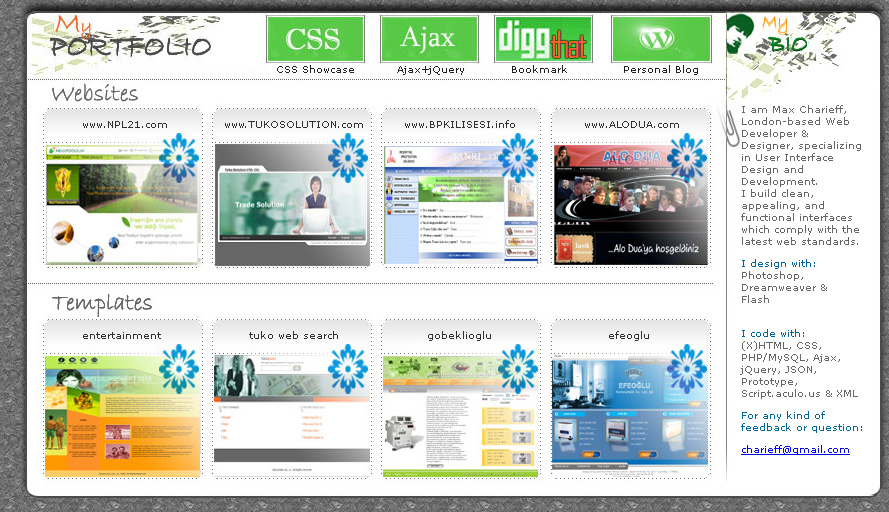 My
PORTFOLIO
CSS
Ajax
digg
that
W
CSS Showcase
Ajax+jQuery
Bookmark
Personal Blog
My
BIO
Websites
www.NPL21.com
www.TUKOSOLUTION.com
www.BPKILISESI.info
www.ALODUA.com
Trade Solution
ALO DUA
...Alo Dua'ya hoşgeldiniz
Templates
entertainment
tuko web search
gobeklioglu
efeoglu
EFEOĞLU
I am Max Charieff,
London-based Web
Developer &
Designer, specializing
in User Interface
Design and
Development.
I build clean,
appealing, and
functional interfaces
which comply with the
latest web standards.
I design with:
Photoshop,
Dreamweaver &
Flash
I code with:
(X)HTML, CSS,
PHP/MySQL, Ajax,
jQuery, JSON,
Prototype,
Script.aculo.us & XML
For any kind of
feedback or question:
charieff@gmail.com